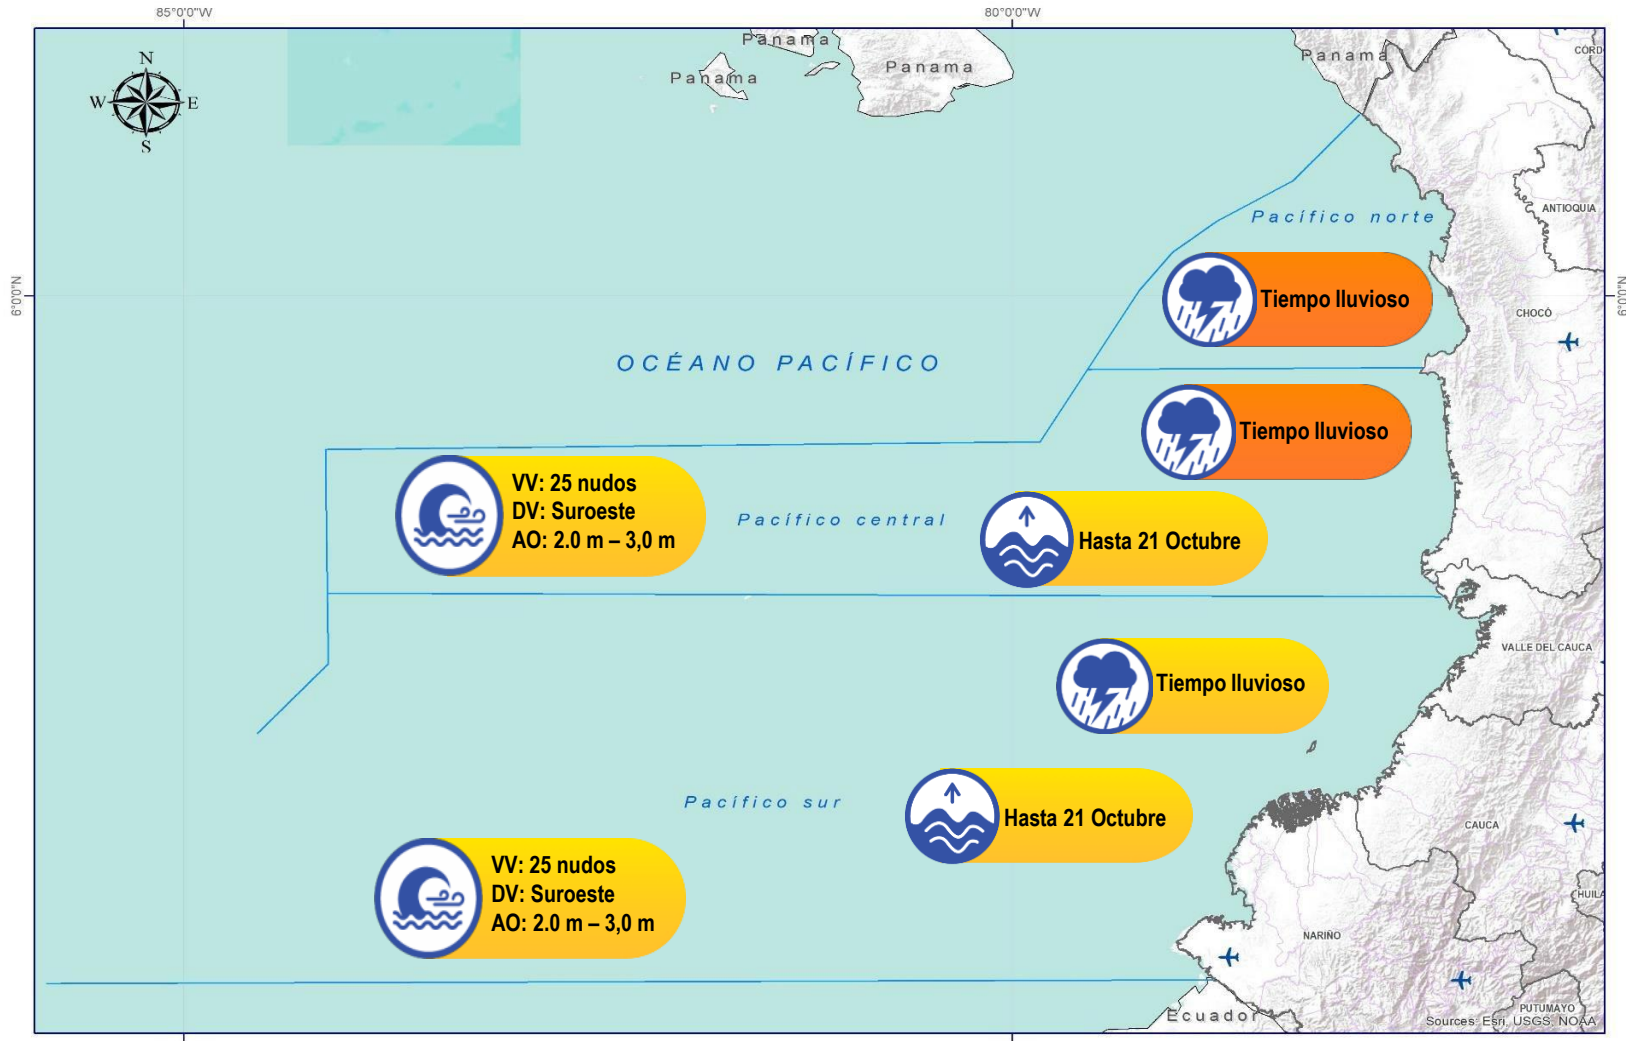 85°0'0"W
80°0'0"W
N
W
E
S
Panama
Panama
Panama
Panama
Pacífico norte
ANTIOQUIA
6°0'0"N
6°0'0"N
Tiempo lluvioso
CHOCÓ
OCÉANO PACÍFICO
Tiempo lluvioso
VV: 25 nudos
DV: Suroeste
AO: 2.0 m – 3,0 m
Pacífico central
Hasta 21 Octubre
VALLE DEL CAUCA
Tiempo lluvioso
Pacífico sur
Hasta 21 Octubre
CAUCA
VV: 25 nudos
DV: Suroeste
AO: 2.0 m – 3,0 m
HUILA
NARIÑO
PUTUMAYO
Ecuador
Sources: Esri, USGS, NOAA